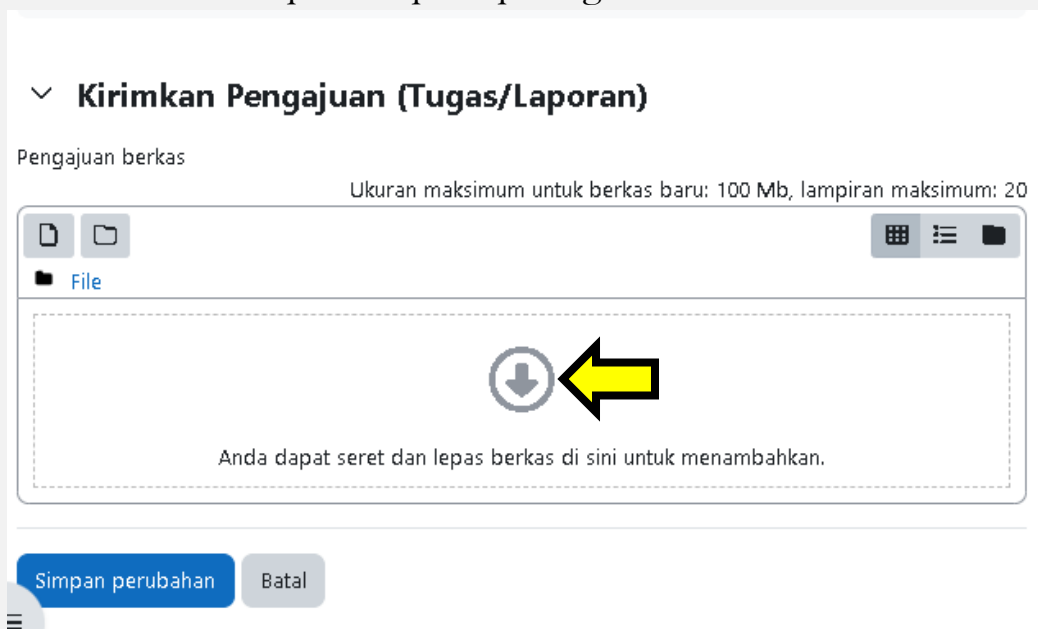 Kirimkan Pengajuan (Tugas/Laporan)
Pengajuan berkas
Ukuran maksimum untuk berkas baru: 100 Mb, lampiran maksimum: 20
File
Anda dapat seret dan lepas berkas di sini untuk menambahkan.
Simpan perubahan
Batal